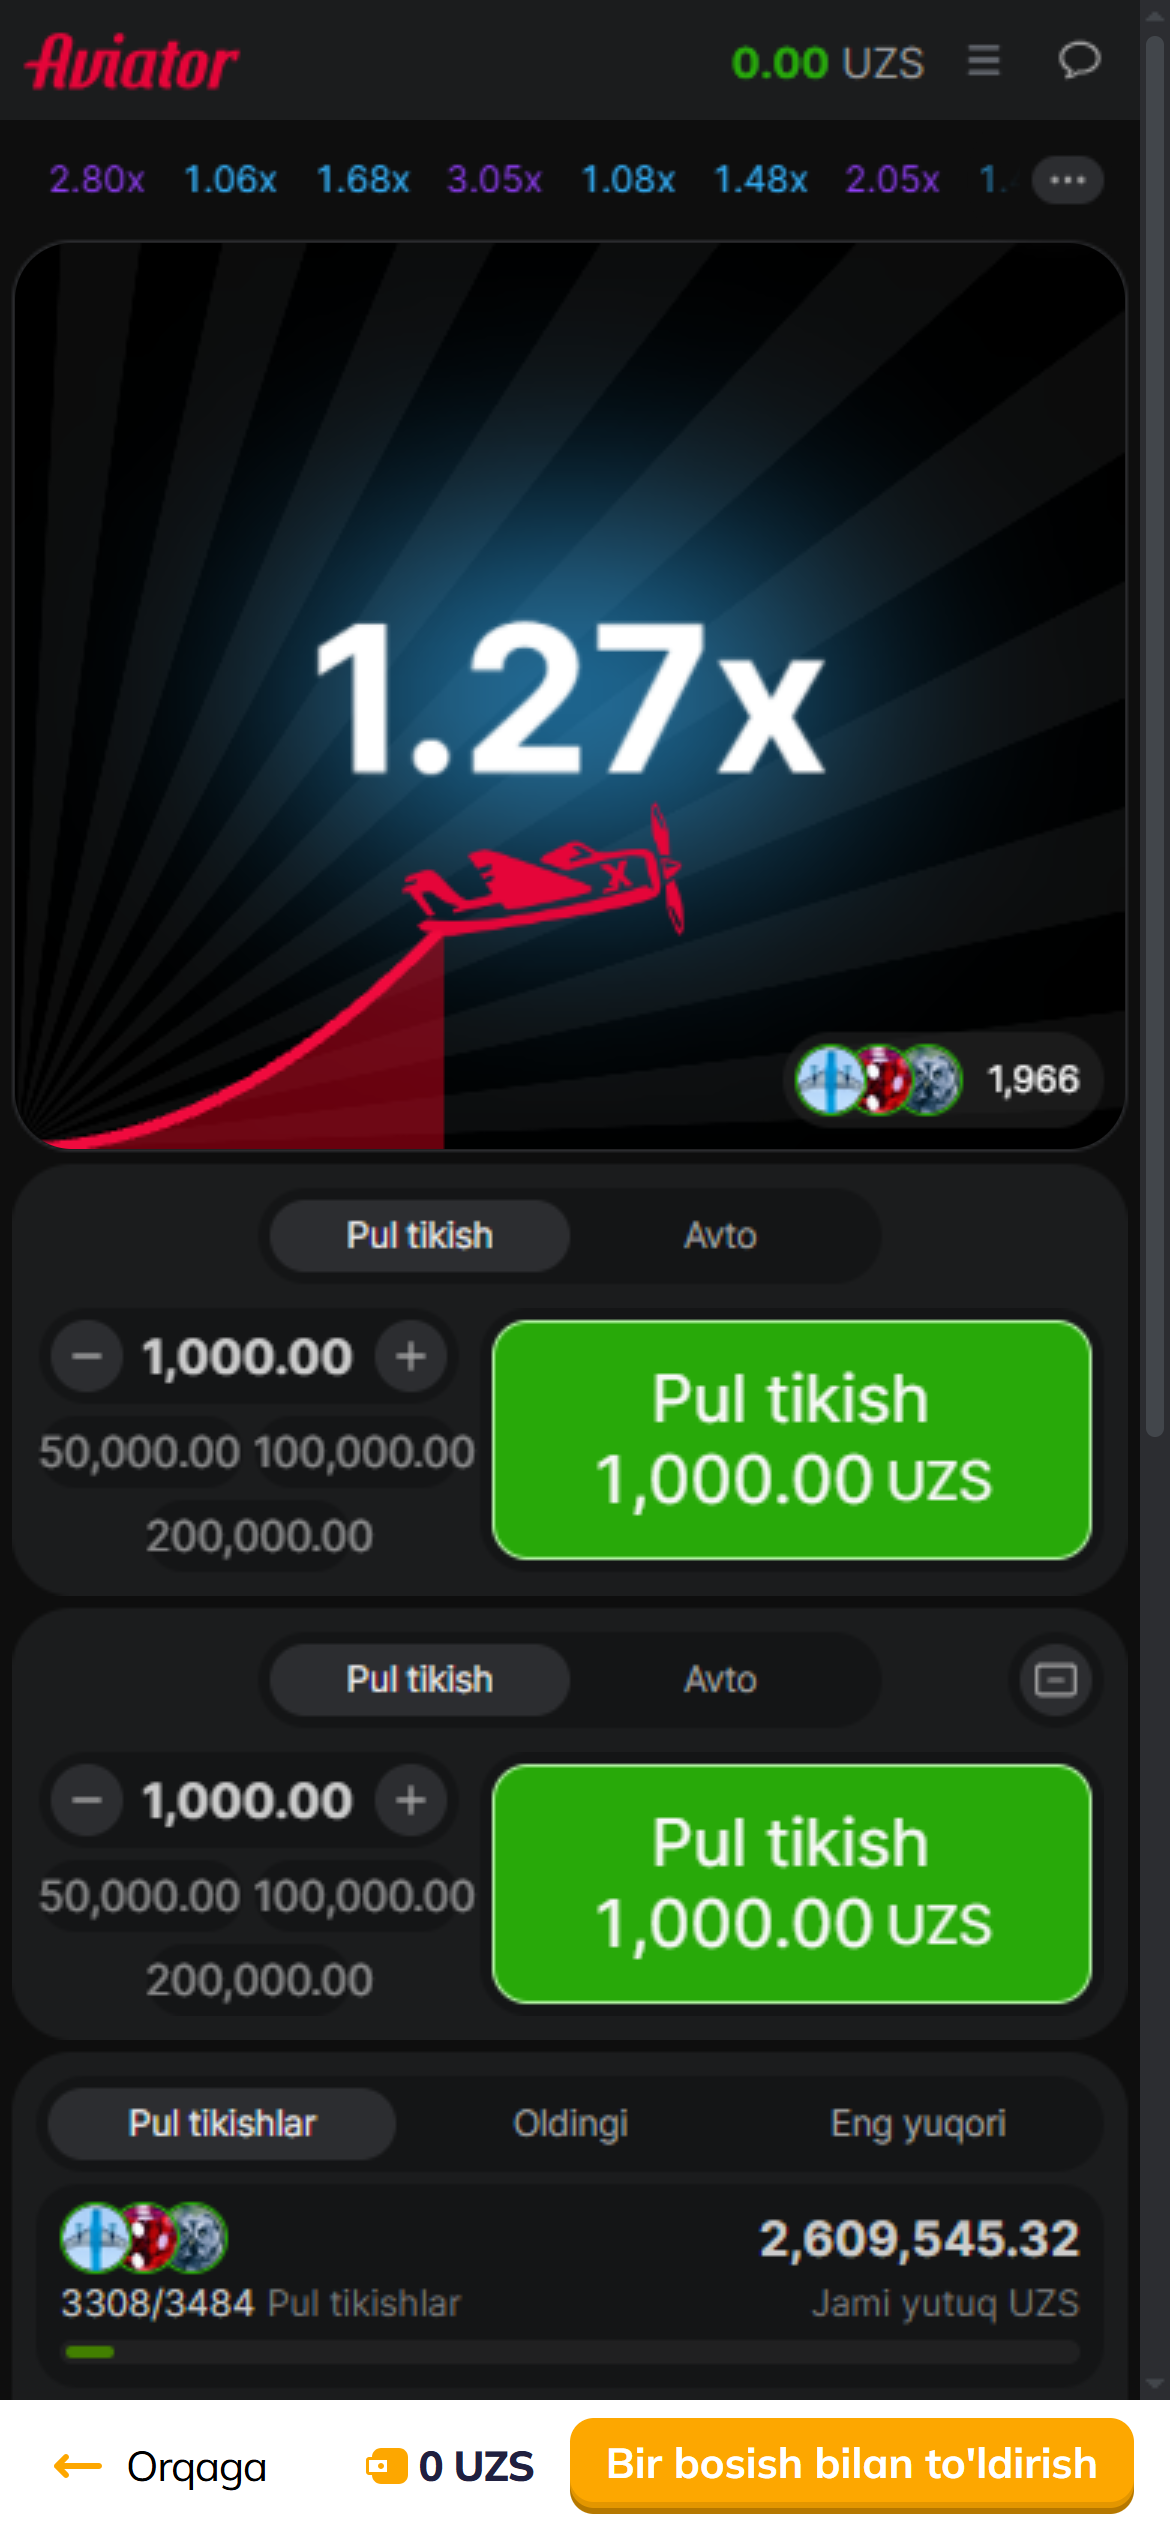 Aviator
0.00 UZS
2.80x 1.06x 1.68x 3.05x 1.08x 1.48x 2.05x
1.27x
X
1,966
Pul tikish Avto
1,000.00
50,000.00 100,000.00
200,000.00
Pul tikish
1,000.00 UZS
Pul tikish Avto
1,000.00
50,000.00 100,000.00
200,000.00
Pul tikish
1,000.00 UZS
Pul tikishlar Oldingi Eng yuqori
2,609,545.32
3308/3484 Pul tikishlar Jami yutuq UZS
Orqaga 0 UZS Bir bosish bilan to'ldirish